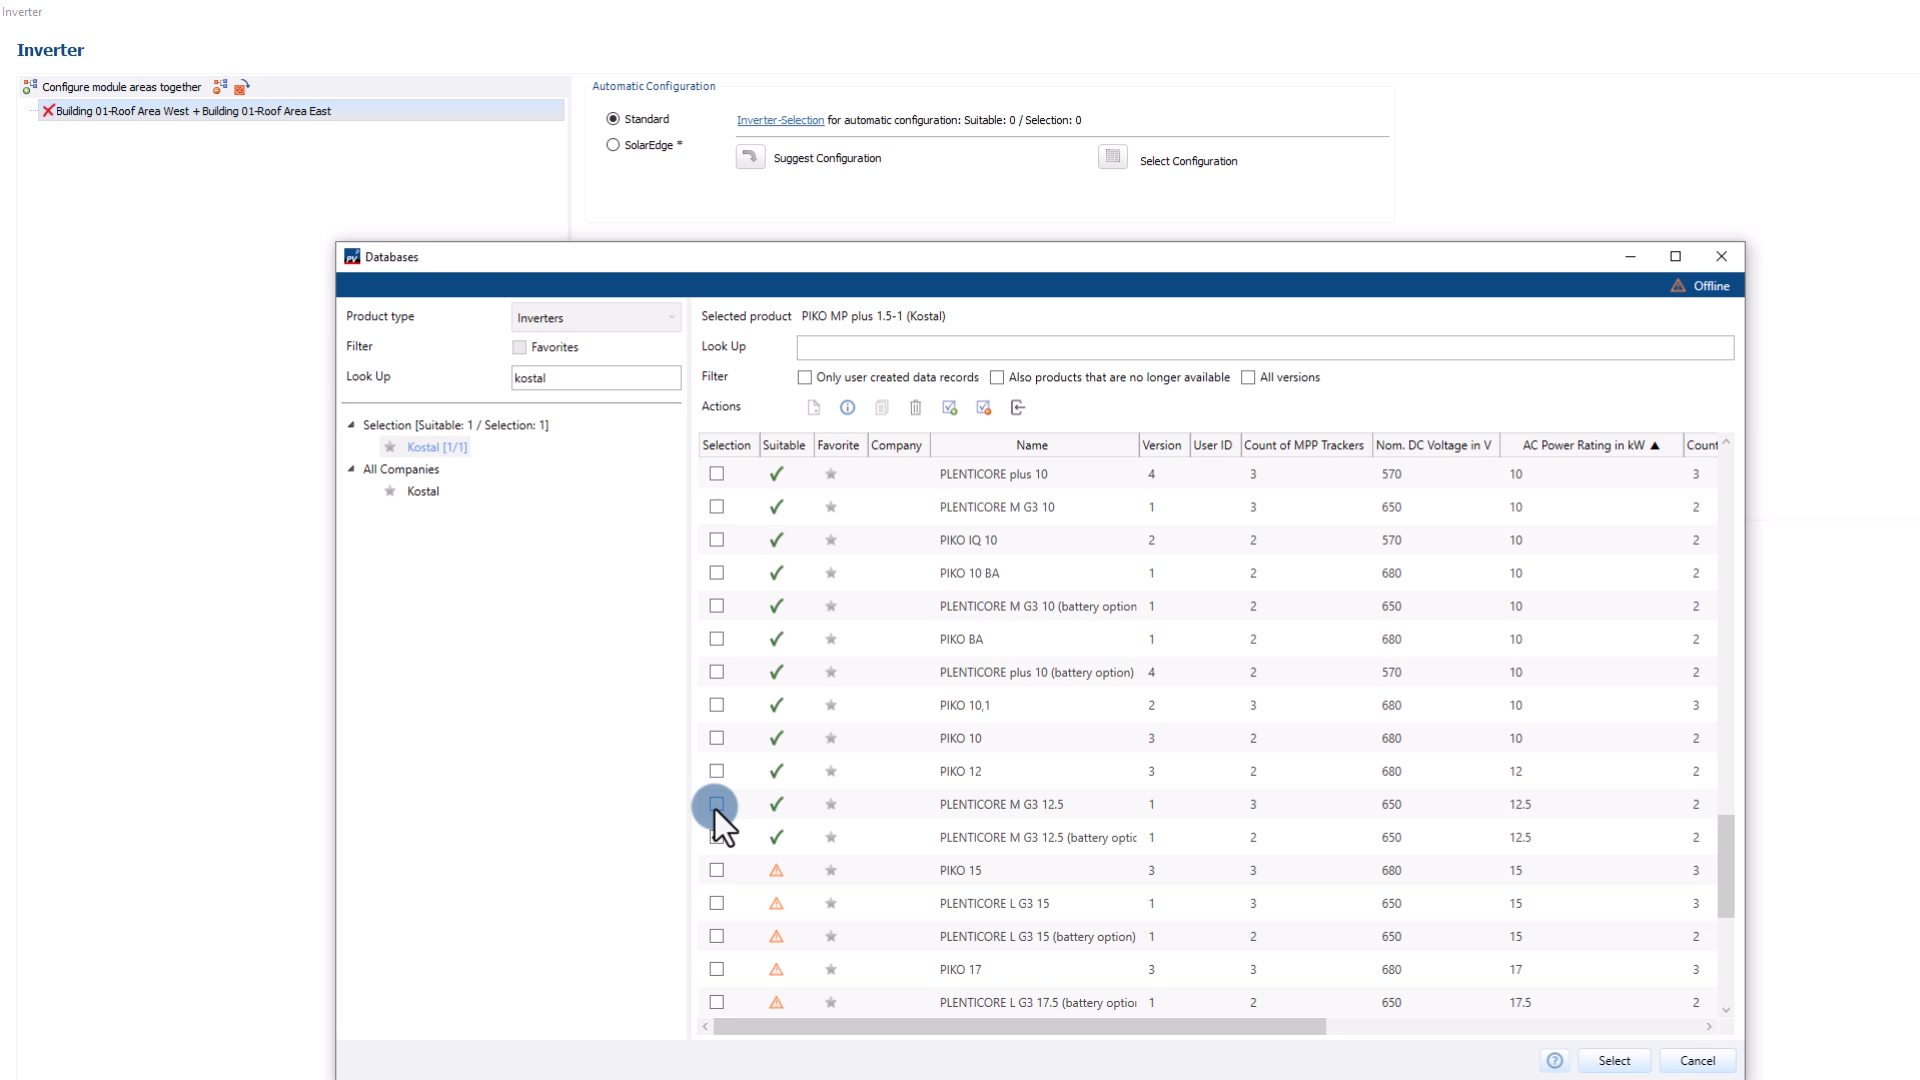 Inverter
Inverter
Configure module areas together
Building 01-Roof Area West + Building 01-Roof Area East
Automatic Configuration
Standard
Inverter-Selection for automatic configuration: Suitable: 0 / Selection: 0
SolarEdge *
Suggest Configuration
Select Configuration
PV Databases
Offline
Product type
Inverters
Filter
Favorites
Look Up
kostal
Selection [Suitable: 1 / Selection: 1]
Kostal [1/1]
All Companies
Kostal
Selected product PIKO MP plus 1.5-1 (Kostal)
Look Up
Filter Only user created data records Also products that are no longer available All versions
Actions
Selection Suitable Favorite Company Name Version User ID Count of MPP Trackers Nom. DC Voltage in V AC Power Rating in kW ▲ Count
PLENTICORE plus 10 4 3 570 10 3
PLENTICORE M G3 10 1 3 650 10 2
PIKO IQ 10 2 2 570 10 2
PIKO 10 BA 1 2 680 10 2
PLENTICORE M G3 10 (battery option 1 2 650 10 2
PIKO BA 1 2 680 10 2
PLENTICORE plus 10 (battery option) 4 2 570 10 2
PIKO 10,1 2 3 680 10 3
PIKO 10 3 2 680 10 2
PIKO 12 3 2 680 12 2
PLENTICORE M G3 12.5 1 3 650 12.5 2
PLENTICORE M G3 12.5 (battery optic 1 2 650 12.5 2
PIKO 15 3 3 680 15 3
PLENTICORE L G3 15 1 3 650 15 3
PLENTICORE L G3 15 (battery option) 1 2 650 15 2
PIKO 17 3 3 680 17 3
PLENTICORE L G3 17.5 (battery optio 1 2 650 17.5 2
Select
Cancel